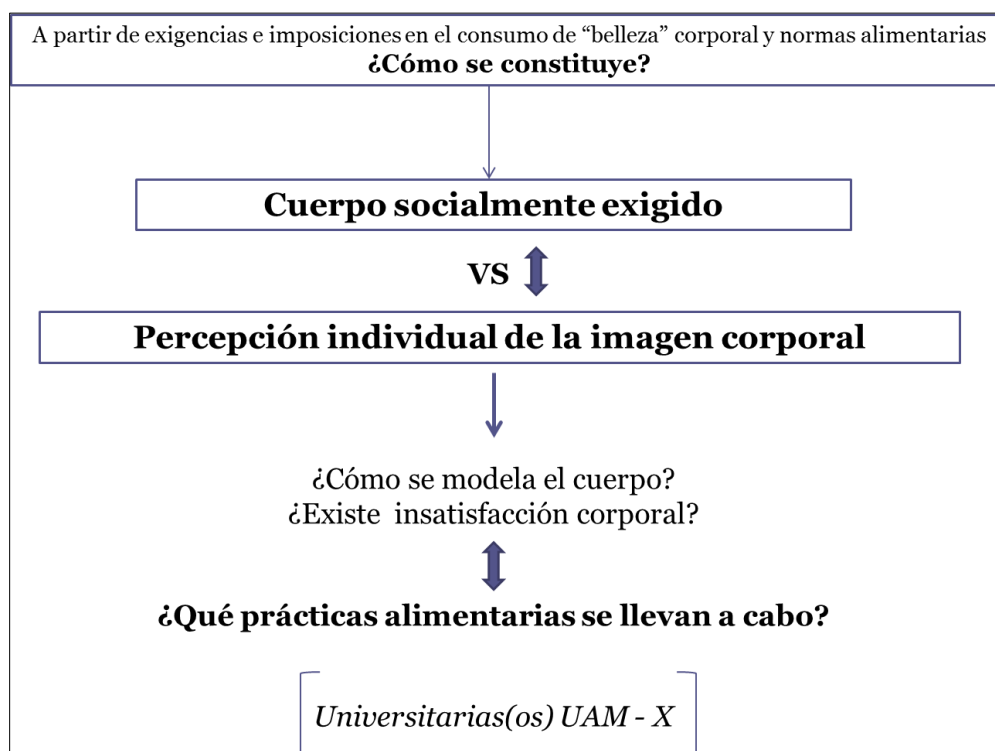 A partir de exigencias e imposiciones en el consumo de “belleza” corporal y normas alimentarias
¿Cómo se constituye?
Cuerpo socialmente exigido
VS
Percepción individual de la imagen corporal
¿Cómo se modela el cuerpo?
¿Existe insatisfacción corporal?
¿Qué prácticas alimentarias se llevan a cabo?
Universitarias(os) UAM - X